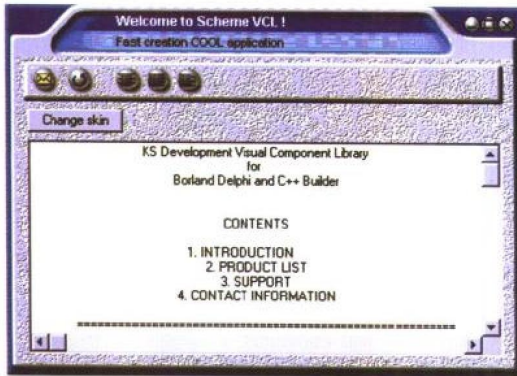 Welcome to Scheme VCL !
Fast creation COOL application
Change skin
KS Development Visual Component Library
for
Borland Delphi and C++ Builder
CONTENTS
1. INTRODUCTION
2. PRODUCT LIST
3. SUPPORT
4. CONTACT INFORMATION